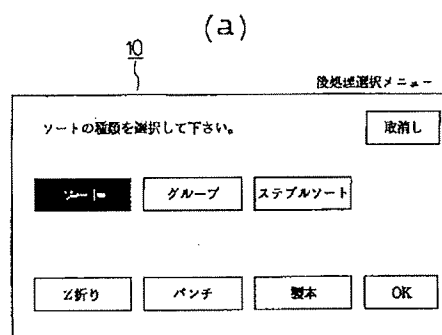 (a)
10
後処理選択メニュー
ソートの種類を選択して下さい。
取消し
ソート
グループ
ステプルソート
Z折り
パンチ
製本
OK